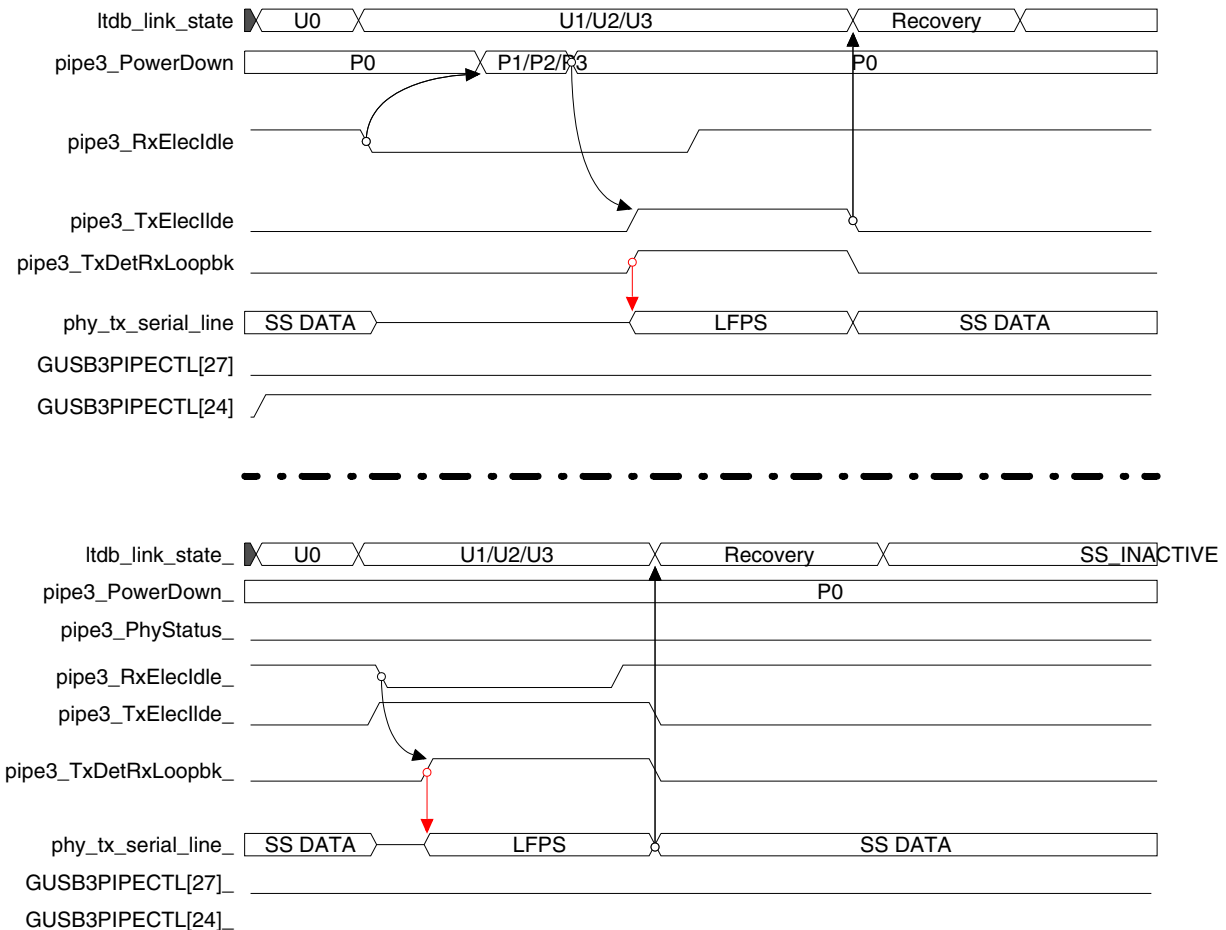 ltdb_link_state U0 U1/U2/U3 Recovery
pipe3_PowerDown P0 P1/P2/P3 P0
pipe3_RxElecIdle
pipe3_TxElecIlde
pipe3_TxDetRxLoopbk
phy_tx_serial_line SS DATA LFPS SS DATA
GUSB3PIPECTL[27]
GUSB3PIPECTL[24]
ltdb_link_state_ U0 U1/U2/U3 Recovery SS_INACTIVE
pipe3_PowerDown_ P0
pipe3_PhyStatus_
pipe3_RxElecIdle_
pipe3_TxElecIlde_
pipe3_TxDetRxLoopbk_
phy_tx_serial_line_ SS DATA LFPS SS DATA
GUSB3PIPECTL[27]_
GUSB3PIPECTL[24]_